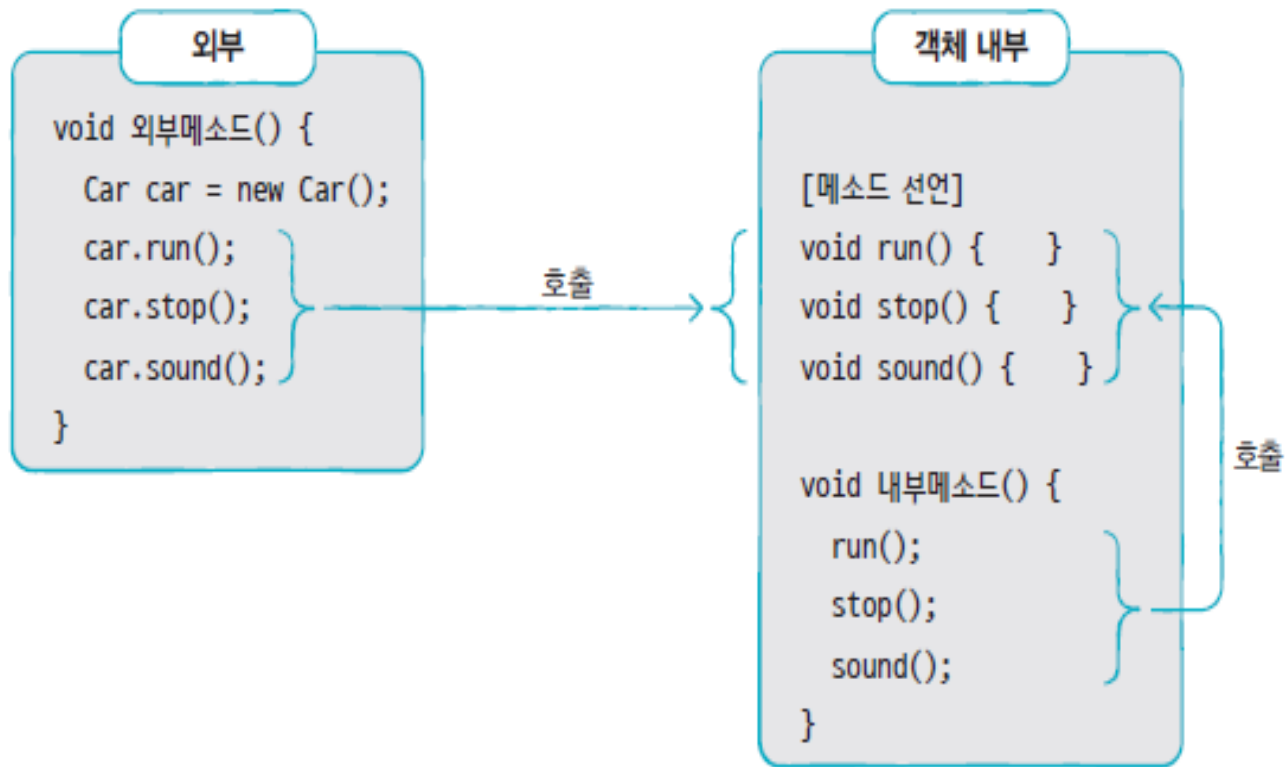 외부
void 외부메소드() {
Car car = new Car();
car.run();
car.stop();
car.sound();
}
호출
객체 내부
[메소드 선언]
void run() { }
void stop() { }
void sound() { }
void 내부메소드() {
run();
stop();
sound();
}
호출